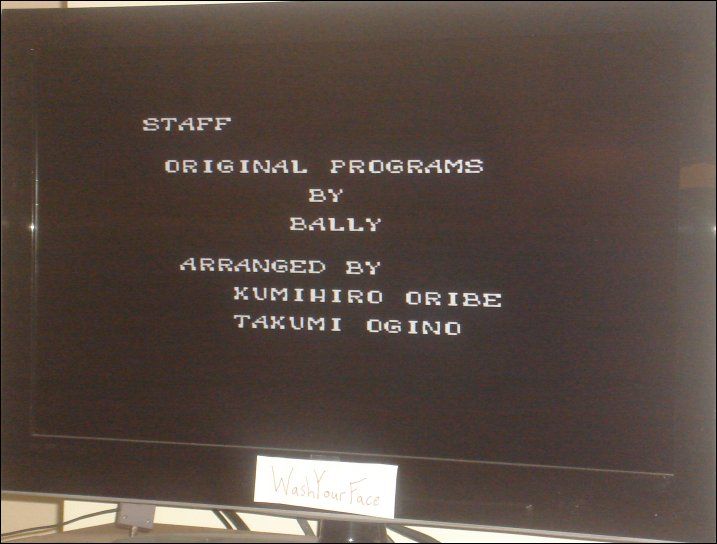 STAFF
ORIGINAL PROGRAMS
BY
BALLY
ARRANGED BY
KUMIHIRO ORIBE
TAKUMI OGINO
WashYourFace